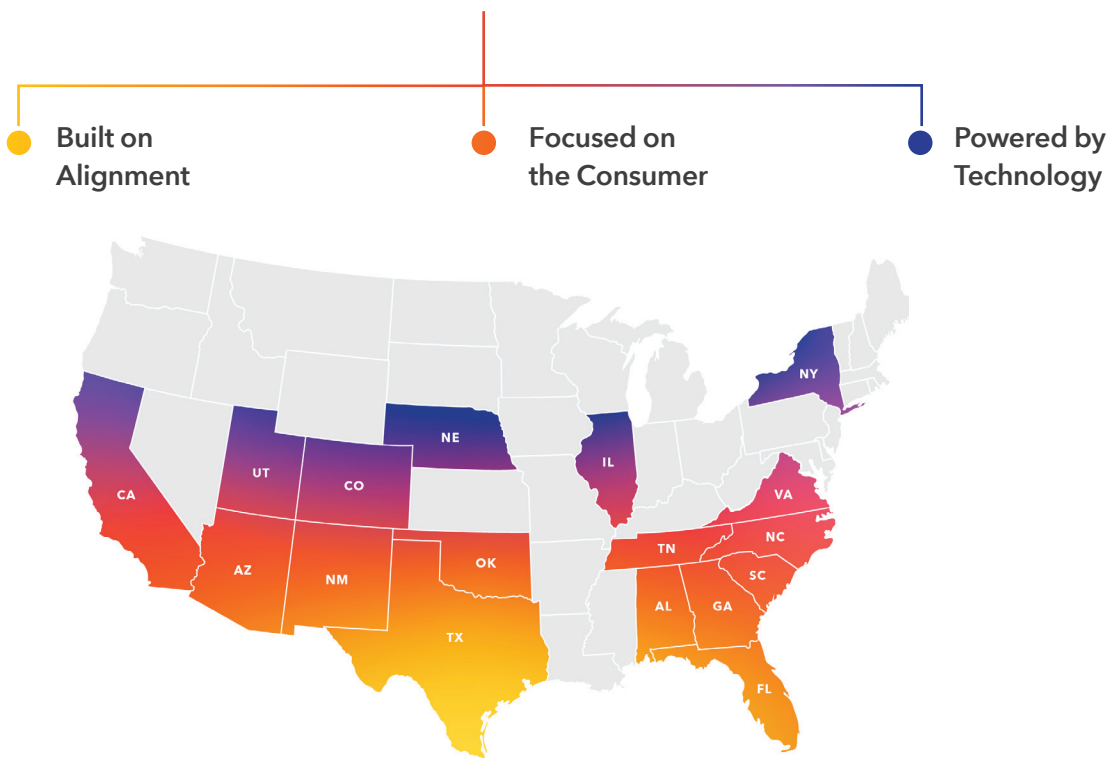 Built on
Alignment
Focused on
the Consumer
Powered by
Technology
NY
NE
IL
UT
CO
CA
VA
NC
TN
OK
AZ
NM
SC
AL
GA
TX
FL